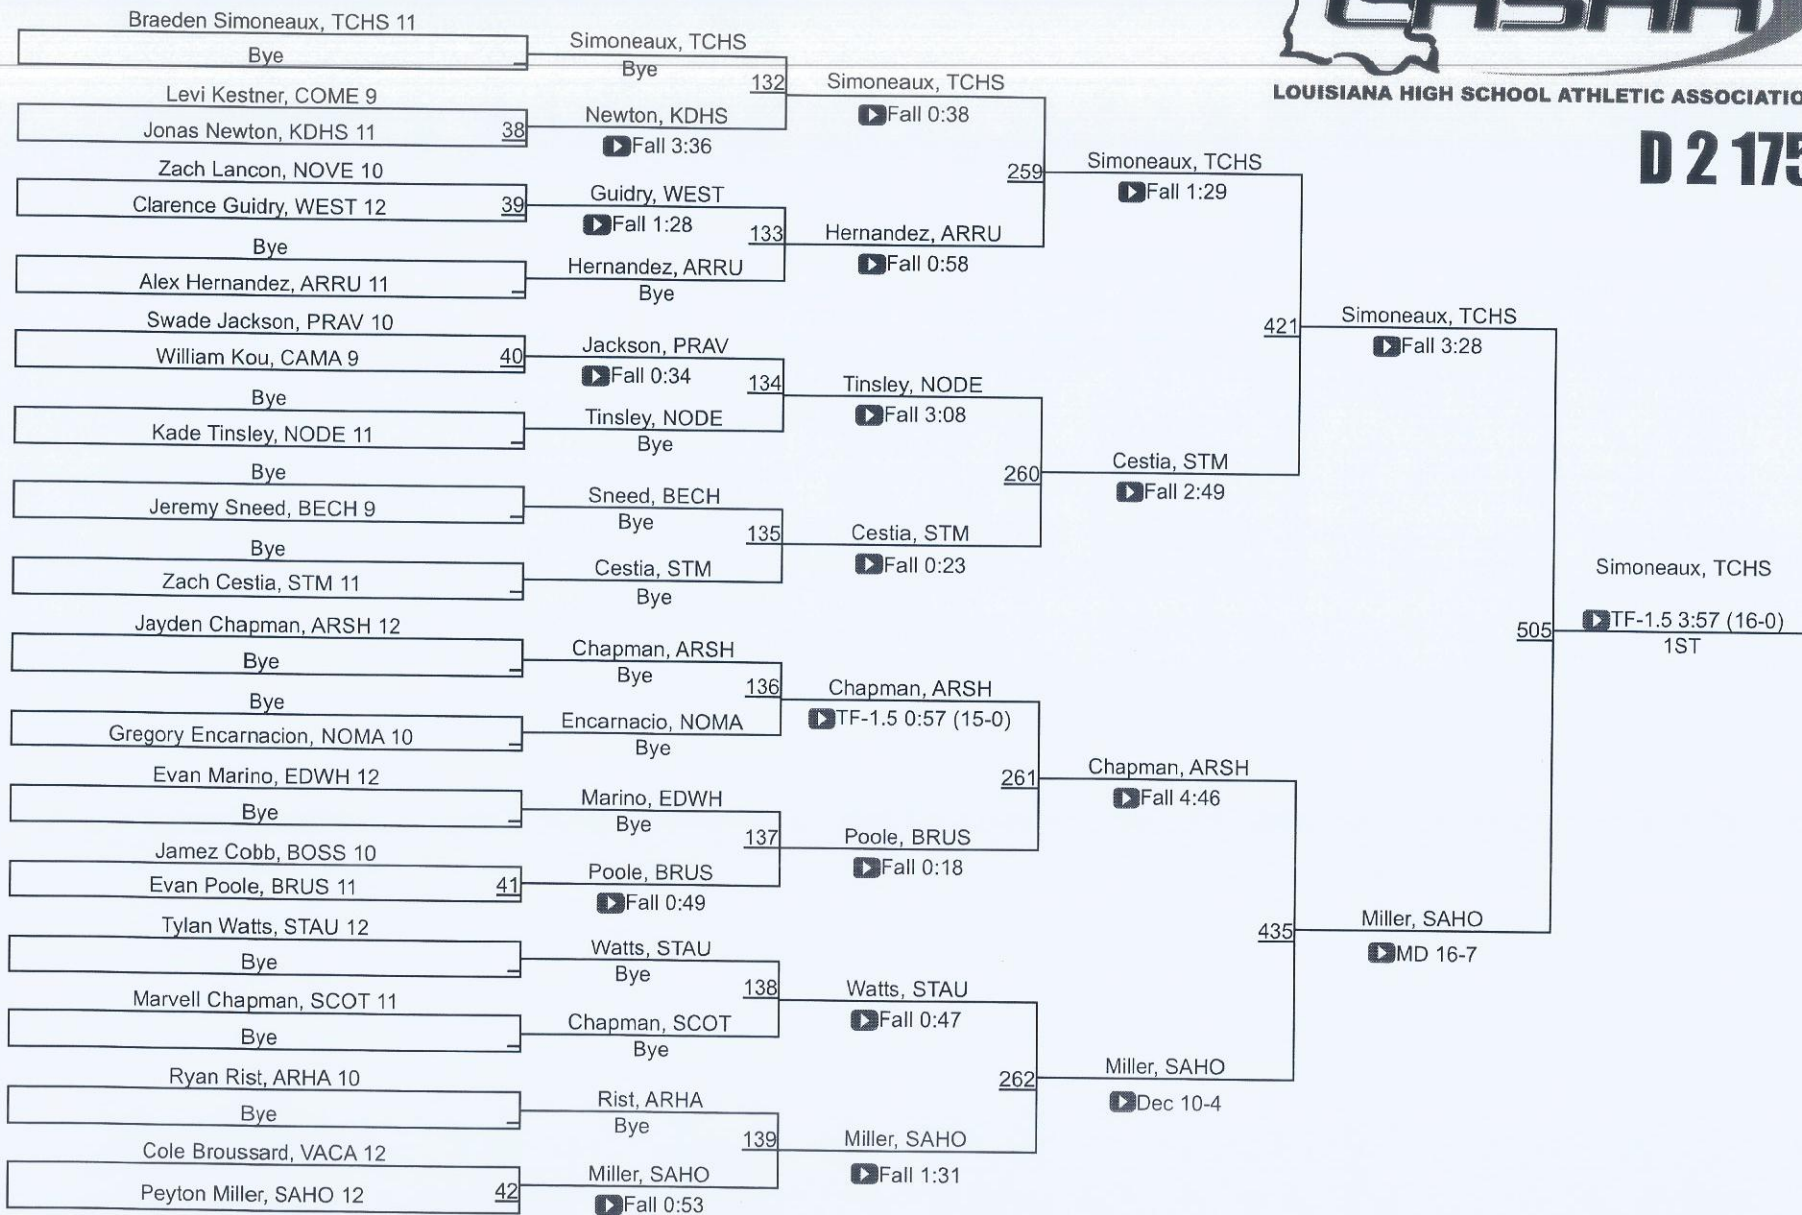 LOUISIANA HIGH SCHOOL ATHLETIC ASSOCIATIO
D 2 175
Braeden Simoneaux, TCHS 11
Bye
Levi Kestner, COME 9
Jonas Newton, KDHS 11 38
Zach Lancon, NOVE 10
Clarence Guidry, WEST 12 39
Bye
Alex Hernandez, ARRU 11
Swade Jackson, PRAV 10
William Kou, CAMA 9 40
Bye
Kade Tinsley, NODE 11
Bye
Jeremy Sneed, BECH 9
Bye
Zach Cestia, STM 11
Jayden Chapman, ARSH 12
Bye
Bye
Gregory Encarnacion, NOMA 10
Evan Marino, EDWH 12
Bye
Jamez Cobb, BOSS 10
Evan Poole, BRUS 11 41
Tylan Watts, STAU 12
Bye
Marvell Chapman, SCOT 11
Bye
Ryan Rist, ARHA 10
Bye
Cole Broussard, VACA 12
Peyton Miller, SAHO 12 42
Simoneaux, TCHS
Bye
132
Newton, KDHS
Fall 3:36
Guidry, WEST
Fall 1:28
133
Hernandez, ARRU
Bye
Jackson, PRAV
Fall 0:34
134
Tinsley, NODE
Bye
Sneed, BECH
Bye
135
Cestia, STM
Bye
Chapman, ARSH
Bye
136
Encarnacio, NOMA
Bye
Marino, EDWH
Bye
137
Poole, BRUS
Fall 0:49
Watts, STAU
Bye
138
Chapman, SCOT
Bye
Rist, ARHA
Bye
139
Miller, SAHO
Fall 0:53
Simoneaux, TCHS
Fall 0:38
259
Hernandez, ARRU
Fall 0:58
Tinsley, NODE
Fall 3:08
260
Cestia, STM
Fall 0:23
Chapman, ARSH
TF-1.5 0:57 (15-0)
261
Poole, BRUS
Fall 0:18
Watts, STAU
Fall 0:47
262
Miller, SAHO
Fall 1:31
Simoneaux, TCHS
Fall 1:29
421
Cestia, STM
Fall 2:49
Chapman, ARSH
Fall 4:46
435
Miller, SAHO
Dec 10-4
Simoneaux, TCHS
Fall 3:28
505
Miller, SAHO
MD 16-7
Simoneaux, TCHS
TF-1.5 3:57 (16-0)
1ST